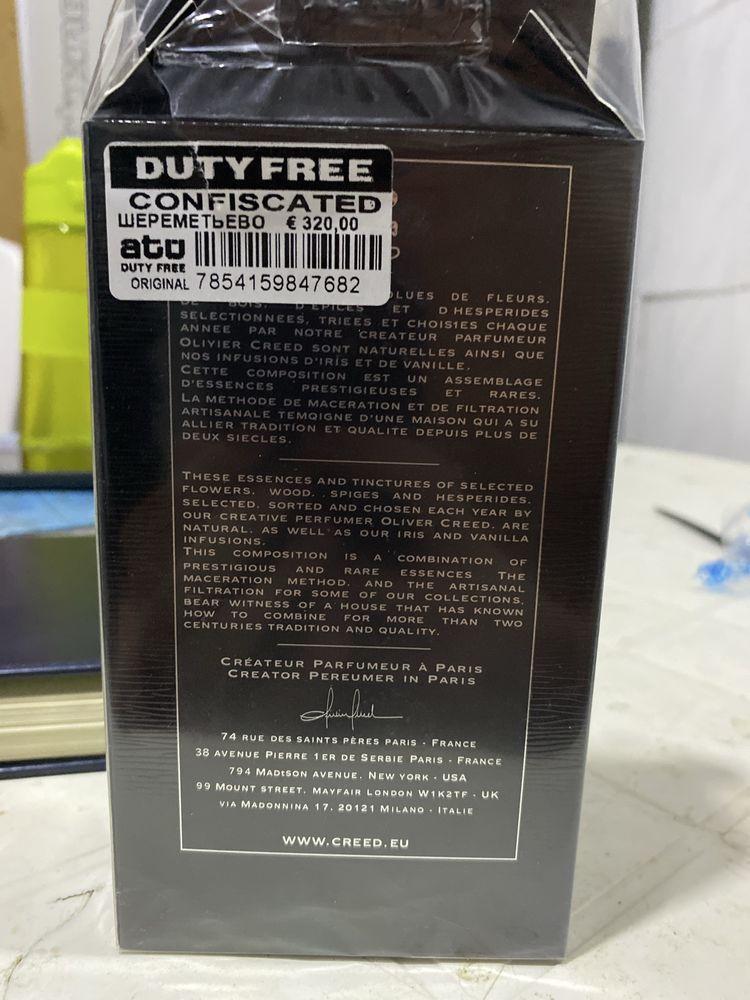 DUTY FREE
CONFISCATED
ШЕРЕМЕТЬЕВО € 320,00
atu
DUTY FREE
ORIGINAL 7854159847682
OLUES DE FLEURS.
DE BOIS. D'EPICES ET D HESPERIDES
SELECTIONNEES, TRIEES ET CHOISIES CHAQUE
ANNEE PAR NOTRE CREATEUR PARFUMEUR
OLIVIER CREED SONT NATURELLES AINSI QUE
NOS INFUSIONS D'IRIS ET DE VANILLE.
CETTE COMPOSITION EST UN ASSEMBLAGE
D'ESSENCES PRESTIGIEUSES ET RARES.
LA METHODE DE MACERATION ET DE FILTRATION
ARTISANALE TEMQIGNE D'UNE MAISON QUI A SU
ALLIER TRADITION ET QUALITE DEPUIS PLUS DE
DEUX SIECLES.
THESE ESSENCES AND TINCTURES OF SELECTED
FLOWERS. WOOD. . SPIGES AND HESPERIDES.
SELECTED. SORTED AND CHOSEN EACH YEAR BY
OUR CREATIVE PERFUMER OLIVER CREED. ARE
NATURAL. AS WELL AS OUR IRIS AND VANILLA
INFUSIONS.
THIS COMPOSITION IS A COMBINATION OF
PRESTIGIOUS AND RARE ESSENCES THE
MACERATION METHOD. AND THE ARTISANAL
FILTRATION FOR SOME OF OUR COLLECTIONS,
BEAR WITNESS OF A HOUSE THAT HAS KNOWN
HOW TO COMBINE FOR MORE THAN TWO
CENTURIES TRADITION AND QUALITY.
CRÉATEUR PARFUMEUR À PARIS
CREATOR PEREUMER IN PARIS
74 RUE DES SAINTS PÈRES PARIS · FRANCE
38 AVENUE PIERRE 1ER DE SERBIE PARIS · FRANCE
794 MADISON AVENUE. NEW YORK · USA
99 MOUNT STREET. MAYFAIR LONDON W1K2TF · UK
VIA MADONNINA 17. 20121 MILANO · ITALIE
WWW.CREED.EU